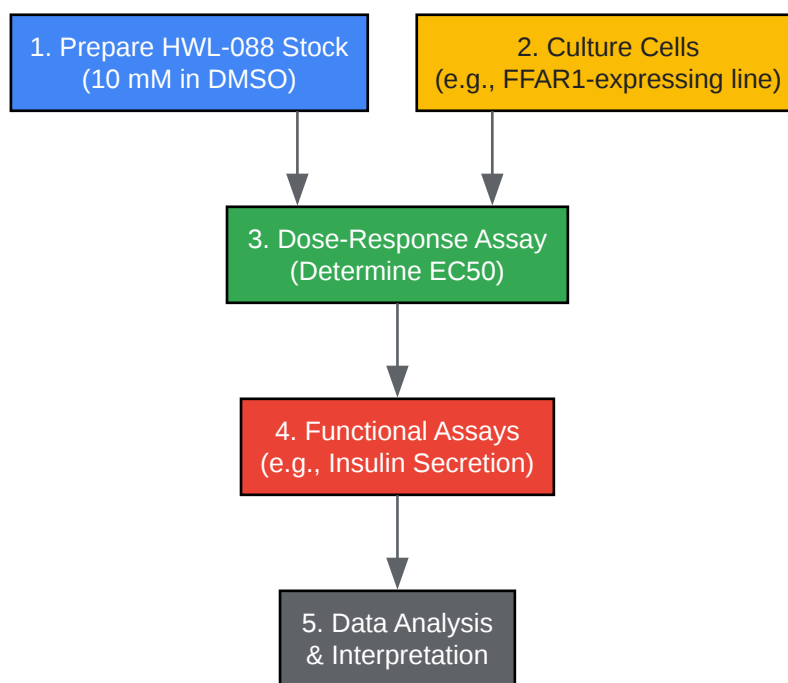 1. Prepare HWL-088 Stock
(10 mM in DMSO)
2. Culture Cells
(e.g., FFAR1-expressing line)
3. Dose-Response Assay
(Determine EC50)
4. Functional Assays
(e.g., Insulin Secretion)
5. Data Analysis
& Interpretation